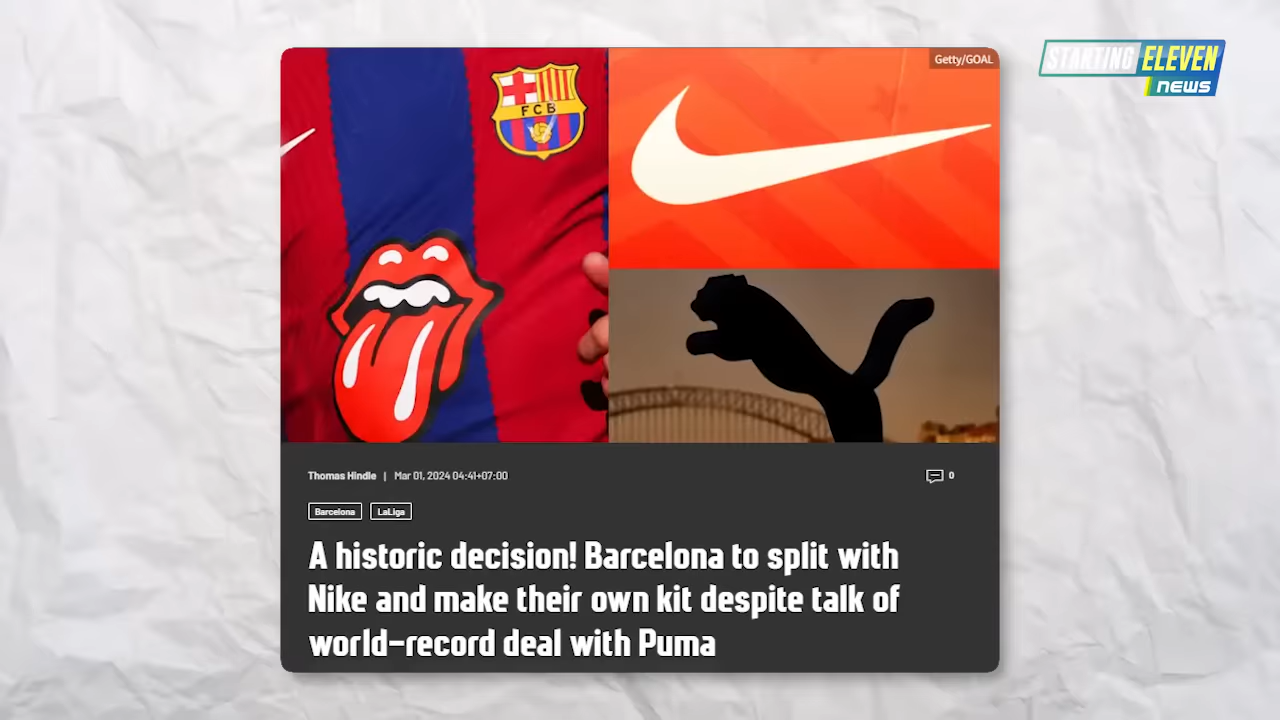 STARTING ELEVEN
news
Getty/GOAL
FCB
Thomas Hindle | Mar 01, 2024 04:41+07:00
0
Barcelona
LaLiga
A historic decision! Barcelona to split with
Nike and make their own kit despite talk of
world-record deal with Puma